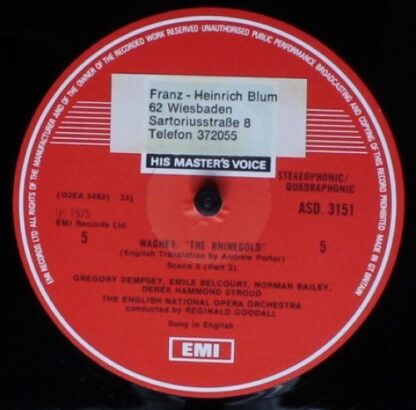 EMI RECORDS LTD· ALL RIGHTS OF THE MANUFACTURER AND OF THE OWNER OF THE RECORDED WORK RESERVED·UNAUTHORISED PUBLIC PERFORMANCE BROADCASTING AND COPYING OF THIS RECORD PROHIBITED MADE IN GT BRITAIN
Franz - Heinrich Blum
62 Wiesbaden
Sartoriusstraße 8
Telefon 372055
HIS MASTER'S VOICE
STEREOPHONIC/
QUADRAPHONIC
(Q2EA.5482) 33⅓
ASD. 3151
Ⓟ 1975
EMI Records Ltd.
5
5
WAGNER: "THE RHINEGOLD"
(English Translation by Andrew Porter)
Scene 3 (Part 2)
GREGORY DEMPSEY, EMILE BELCOURT, NORMAN BAILEY,
DEREK HAMMOND STROUD
THE ENGLISH NATIONAL OPERA ORCHESTRA
conducted by REGINALD GOODALL
Sung in English
EMI